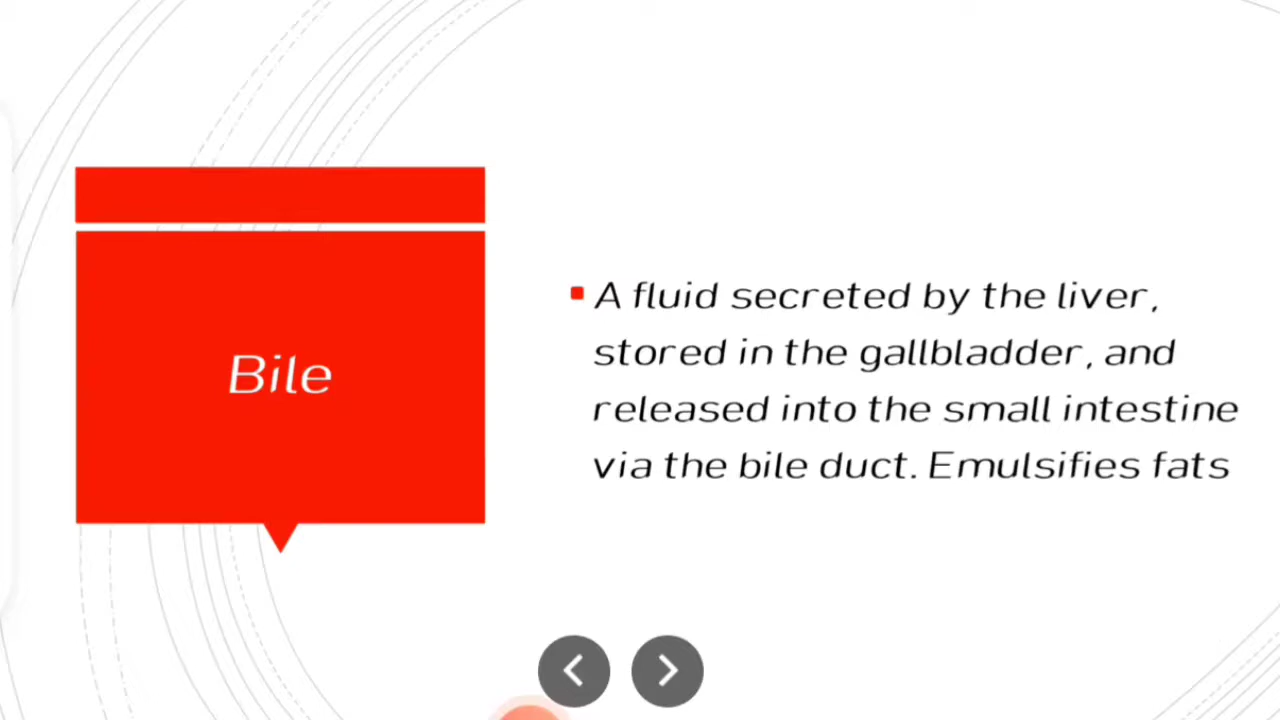 Bile
A fluid secreted by the liver,
stored in the gallbladder, and
released into the small intestine
via the bile duct. Emulsifies fats